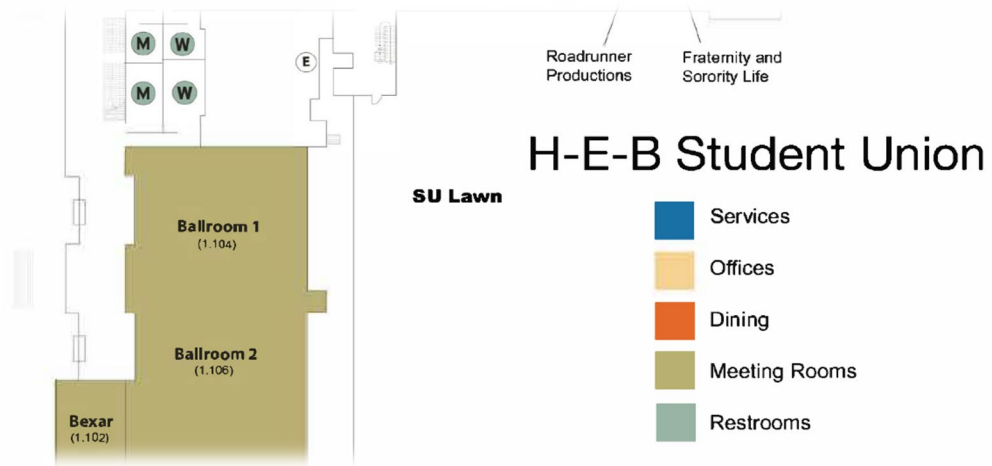 M W
M W
E
Roadrunner
Productions
Fraternity and
Sorority Life
H-E-B Student Union
SU Lawn
Services
Offices
Dining
Meeting Rooms
Restrooms
Ballroom 1
(1.104)
Ballroom 2
(1.106)
Bexar
(1.102)